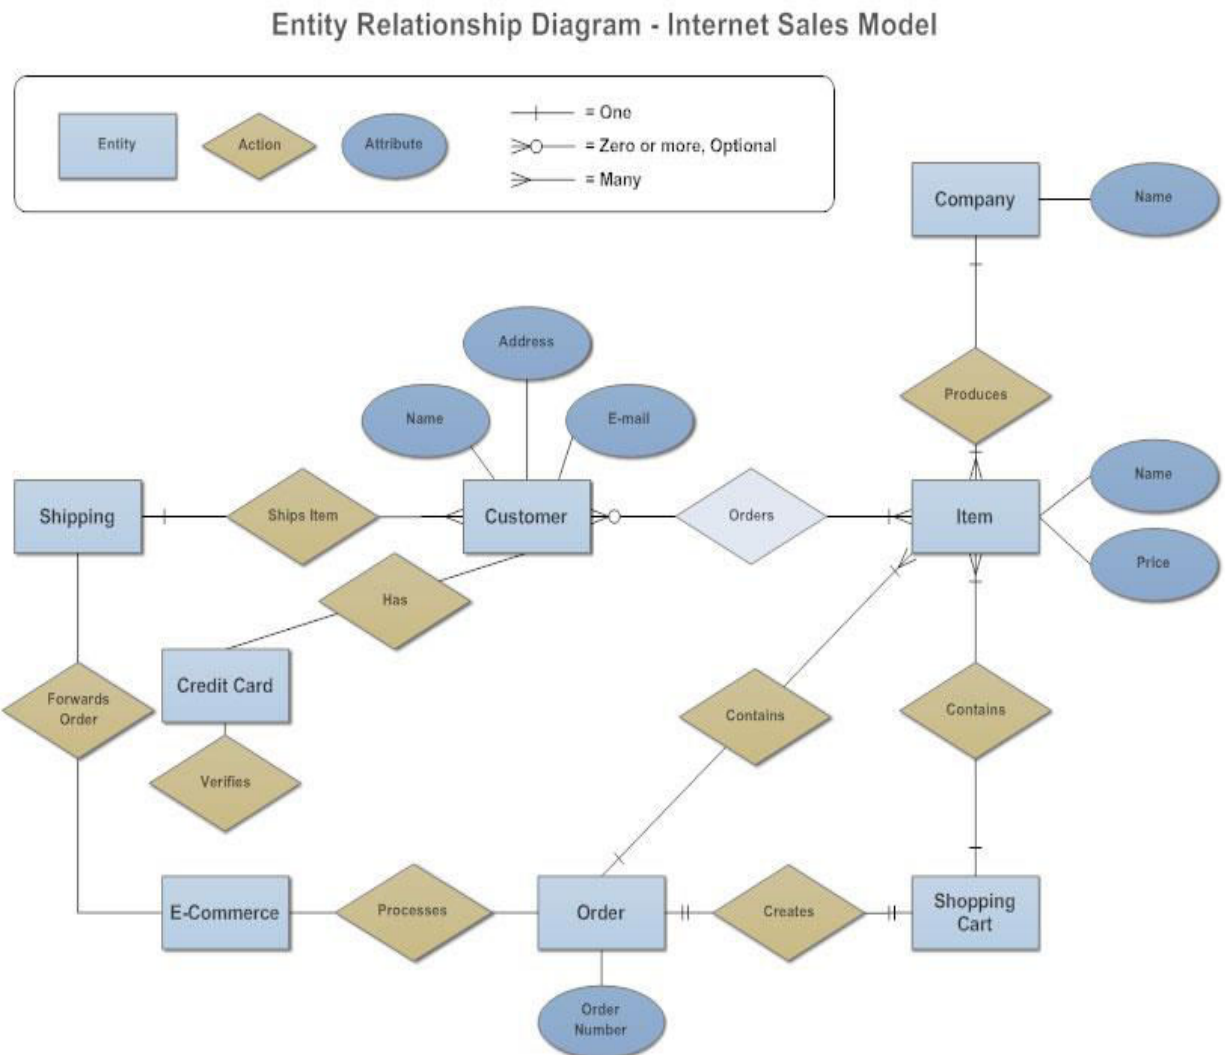 Entity Relationship Diagram - Internet Sales Model
Entity
Action
Attribute
= One
= Zero or more, Optional
= Many
Company
Name
Address
Produces
Name
E-mail
Name
Shipping
Ships Item
Customer
Orders
Item
Price
Has
Credit Card
Forwards
Order
Contains
Contains
Verifies
E-Commerce
Processes
Order
Creates
Shopping
Cart
Order
Number